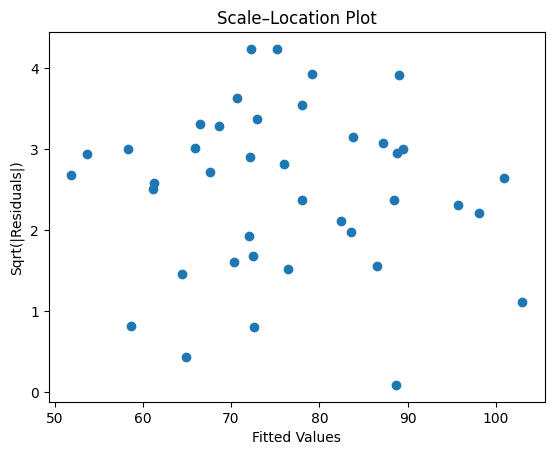 Scale–Location Plot
Sqrt(|Residuals|)
4
3
2
1
0
50 60 70 80 90 100
Fitted Values